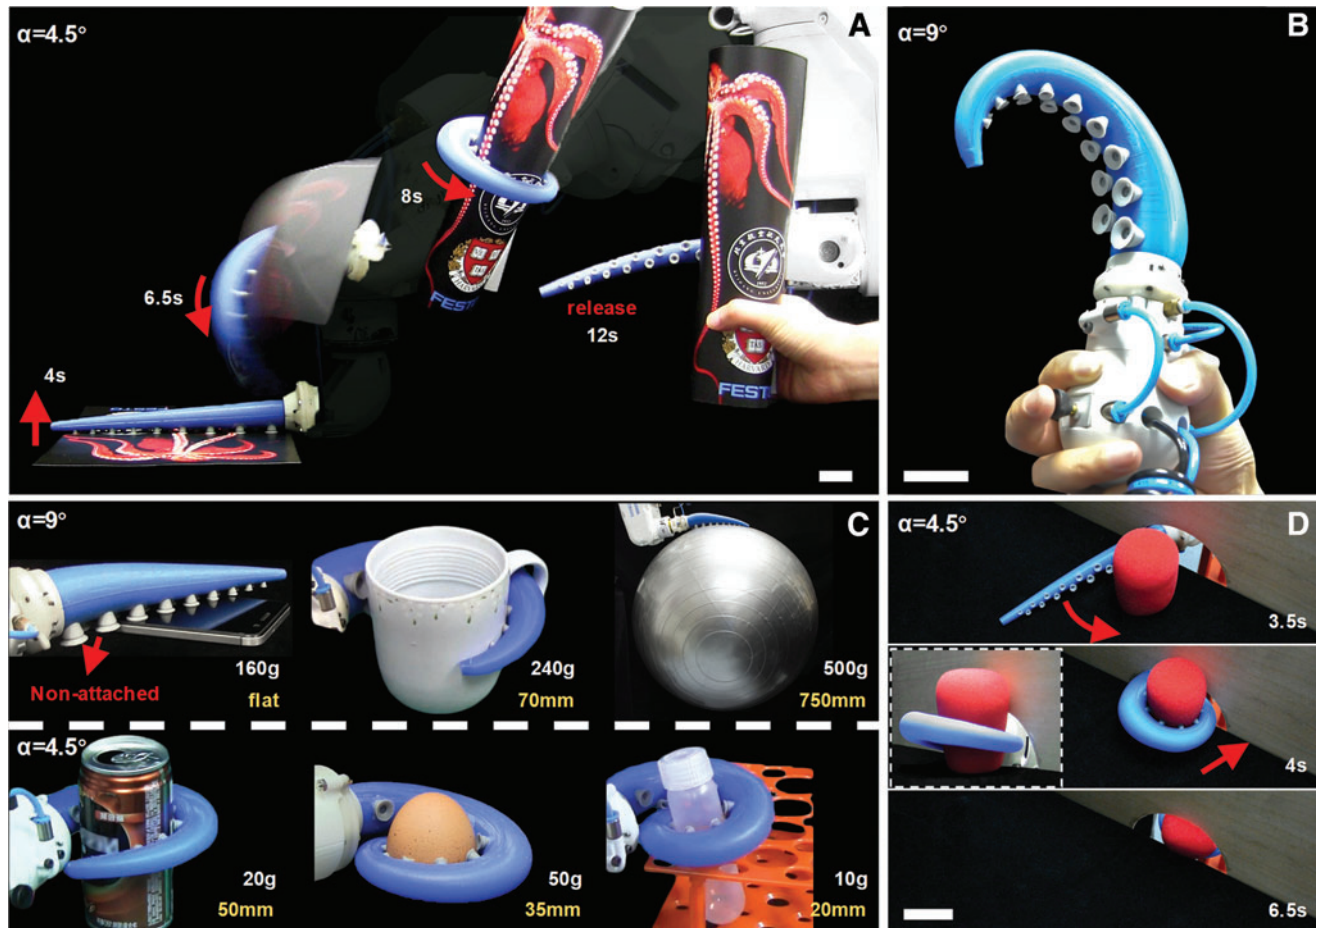 α=4.5°
A
8s
6.5s
4s
release
12s
FESTO
FEST
FESTO
α=9°
B
α=9°
C
160g
flat
Non-attached
240g
70mm
500g
750mm
α=4.5°
20g
50mm
50g
35mm
10g
20mm
α=4.5°
D
3.5s
4s
6.5s